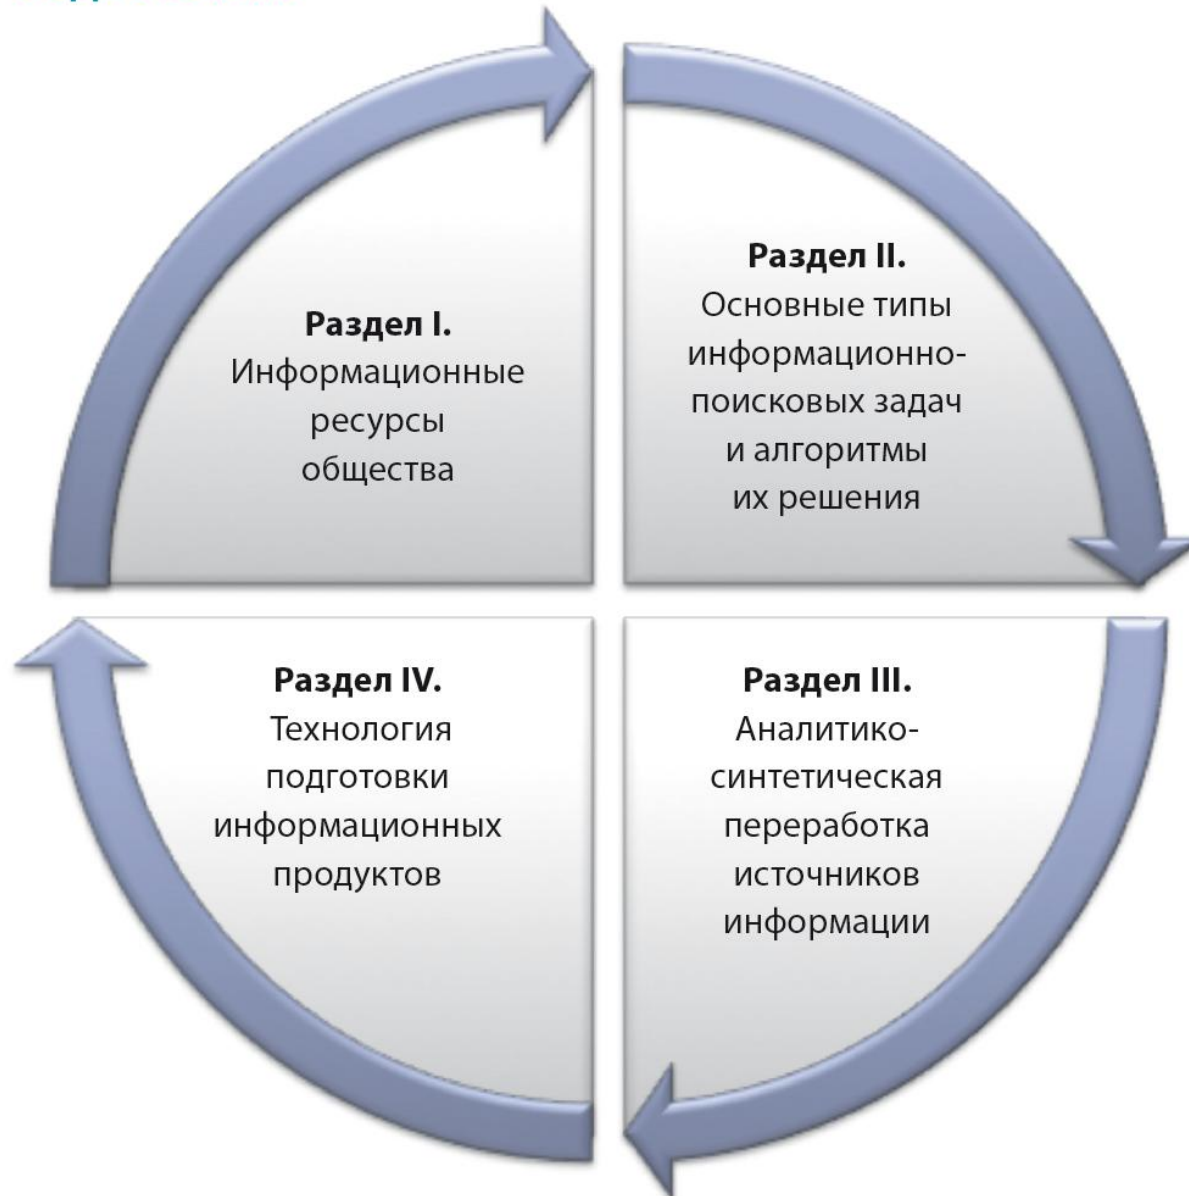 Раздел I.
Информационные
ресурсы
общества
Раздел II.
Основные типы
информационно-
поисковых задач
и алгоритмы
их решения
Раздел III.
Аналитико-
синтетическая
переработка
источников
информации
Раздел IV.
Технология
подготовки
информационных
продуктов